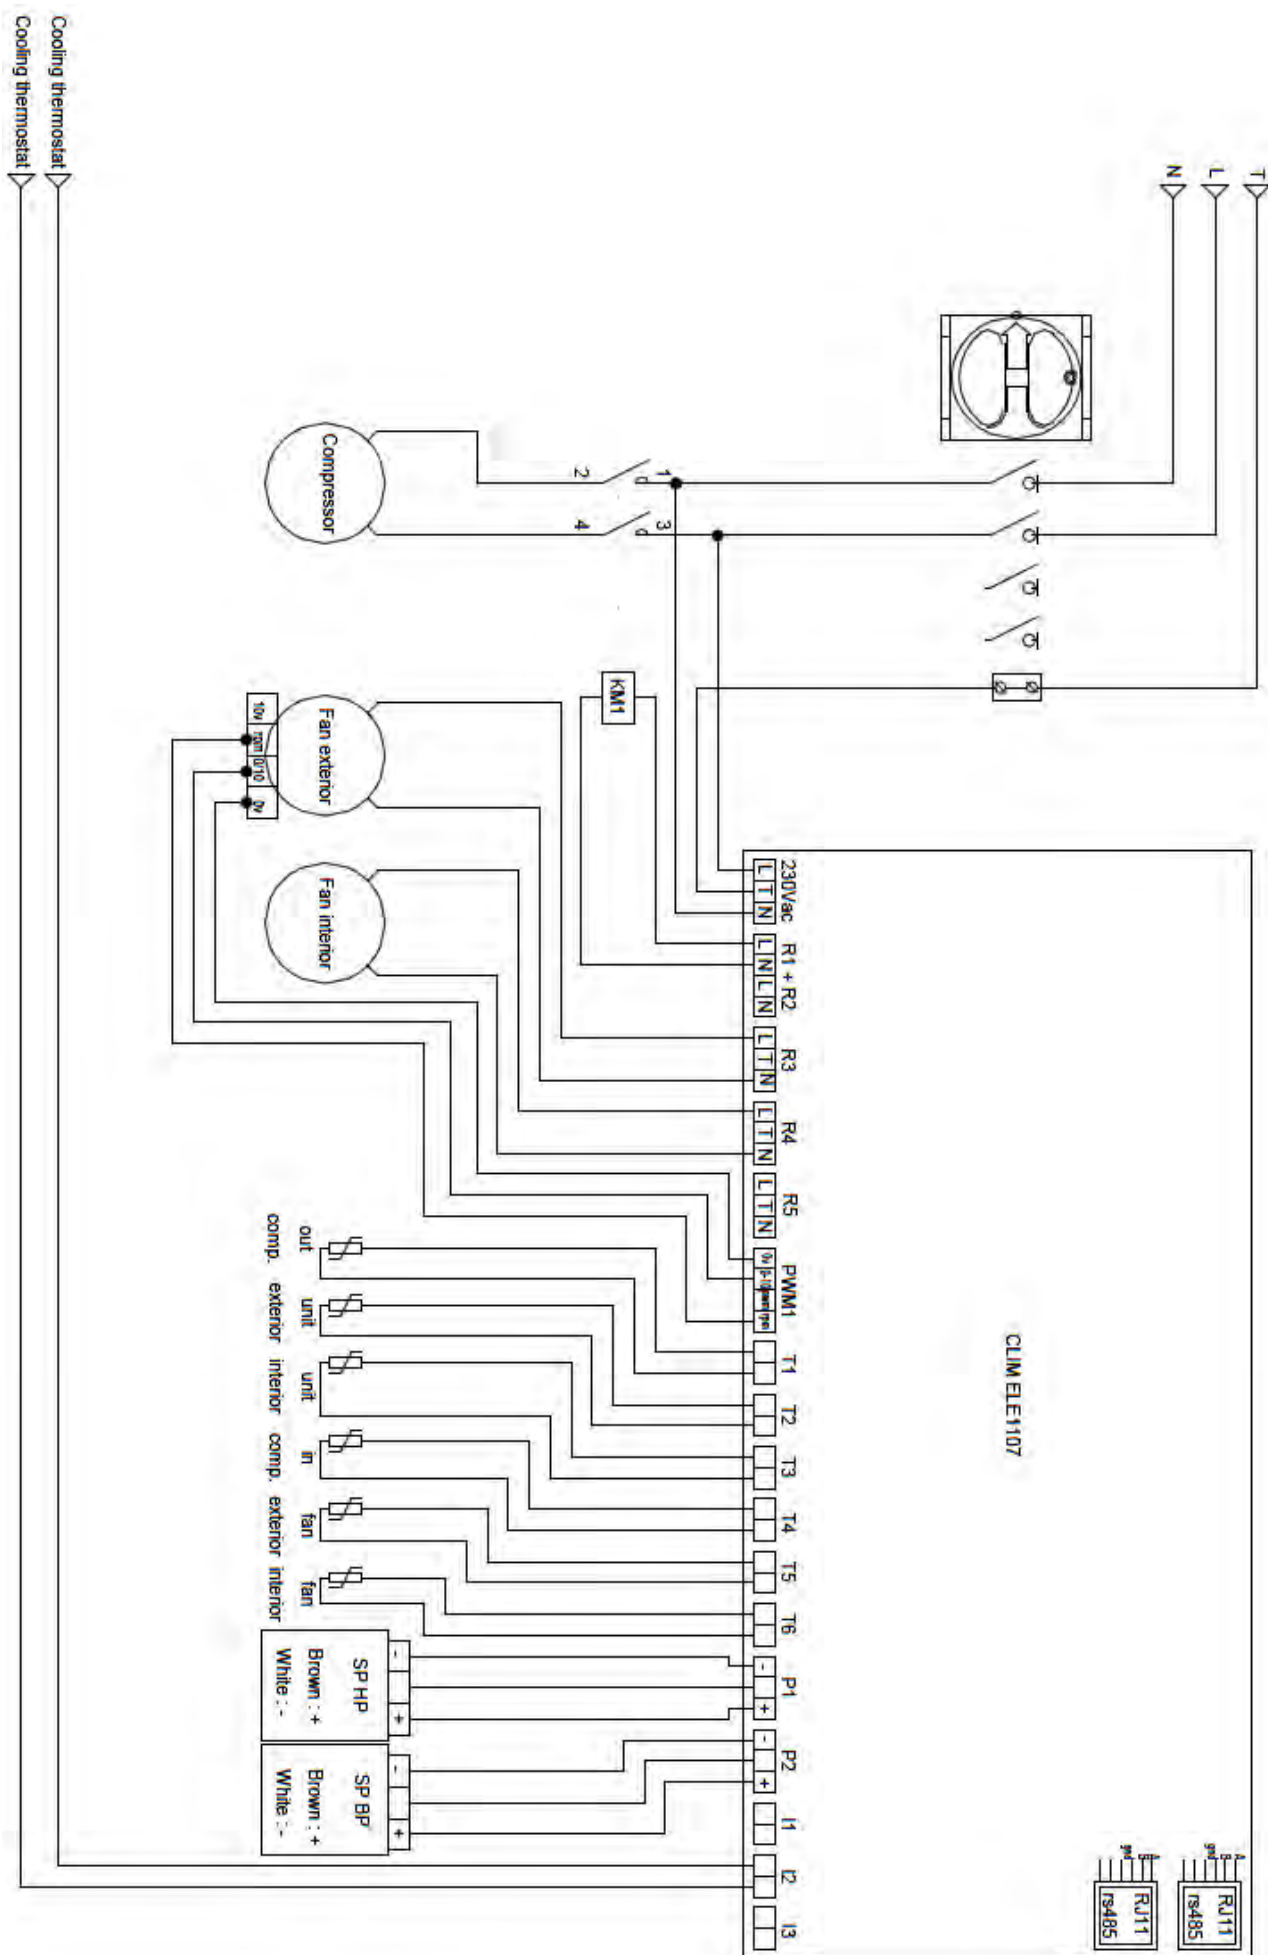 Cooling thermostat
Cooling thermostat
N
L
T
Compressor
2
1
4
3
KM1
10v
rpm
0/10
0v
Fan exterior
Fan interior
230Vac
L T N
R1 + R2
L N L N
R3
L T N
R4
L T N
R5
L T N
PWM1
0v
T1
T2
T3
T4
T5
T6
P1
- +
P2
- +
I1
I2
I3
CLIM ELE1107
out
comp.
unit
exterior
unit
interior
in
comp.
fan
exterior
fan
interior
SP HP
Brown : +
White : -
- +
SP BP
Brown : +
White : -
- +
A
B
gnd
RJ11
rs485
A
B
gnd
RJ11
rs485